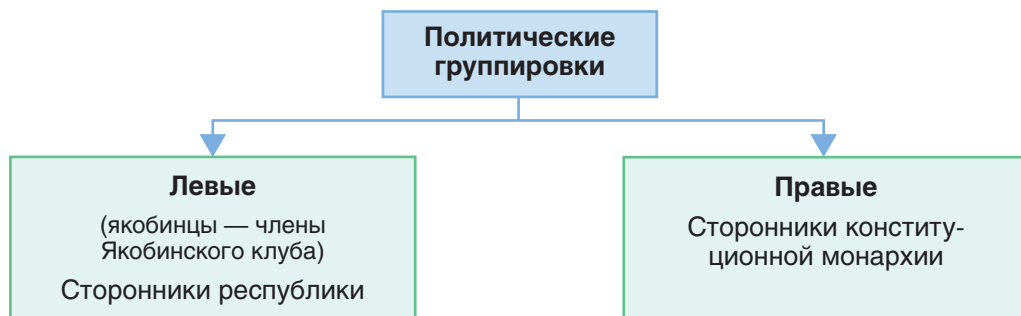 Политические
группировки
Левые
(якобинцы — члены
Якобинского клуба)
Сторонники республики
Правые
Сторонники конститу-
ционной монархии